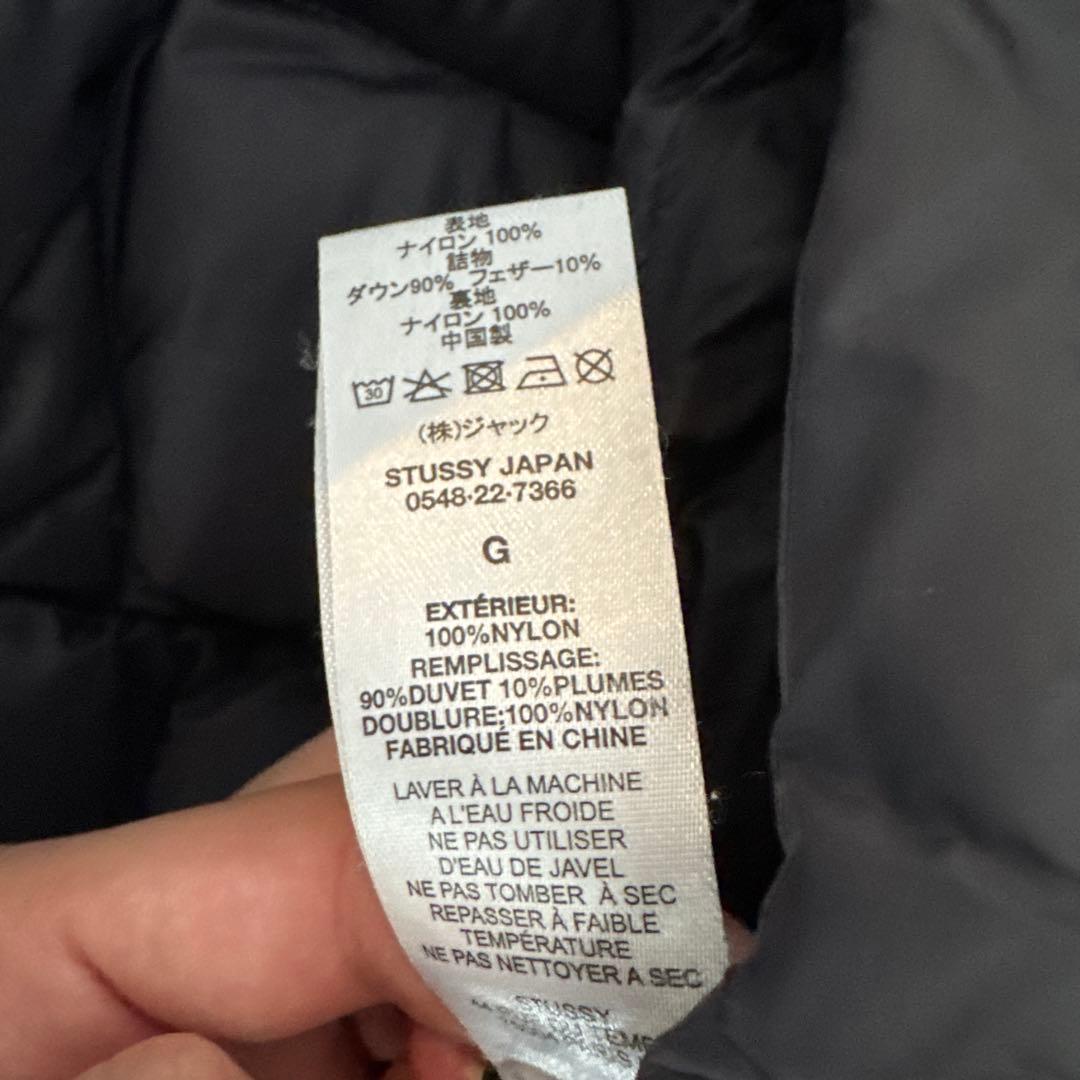 表地
ナイロン 100%
詰物
ダウン90% フェザー10%
裏地
ナイロン 100%
中国製
30
(株)ジャック
STUSSY JAPAN
0548·22·7366
G
EXTÉRIEUR:
100%NYLON
REMPLISSAGE:
90%DUVET 10%PLUMES
DOUBLURE:100%NYLON
FABRIQUÉ EN CHINE
LAVER À LA MACHINE
A L'EAU FROIDE
NE PAS UTILISER
D'EAU DE JAVEL
NE PAS TOMBER À SEC
REPASSER À FAIBLE
TEMPÉRATURE
NE PAS NETTOYER A SEC
STUSSY